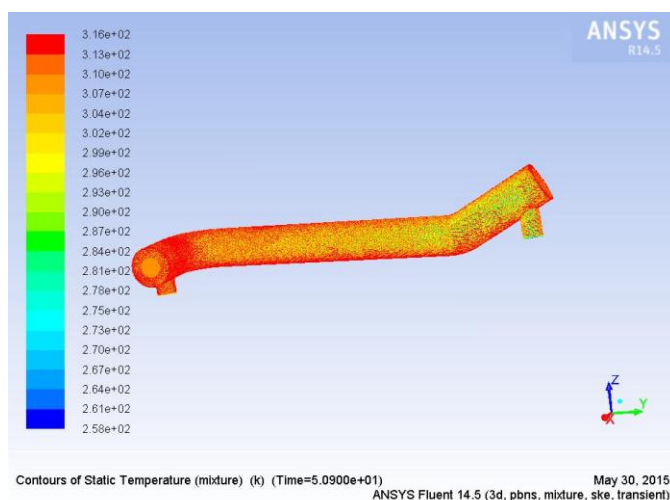 ANSYS
R14.5
3.16e+02
3.13e+02
3.10e+02
3.07e+02
3.04e+02
3.02e+02
2.99e+02
2.96e+02
2.93e+02
2.90e+02
2.87e+02
2.84e+02
2.81e+02
2.78e+02
2.75e+02
2.73e+02
2.70e+02
2.67e+02
2.64e+02
2.61e+02
2.58e+02
Z
Y
X
Contours of Static Temperature (mixture) (k) (Time=5.0900e+01)
May 30, 2015
ANSYS Fluent 14.5 (3d, pbns, mixture, ske, transient)